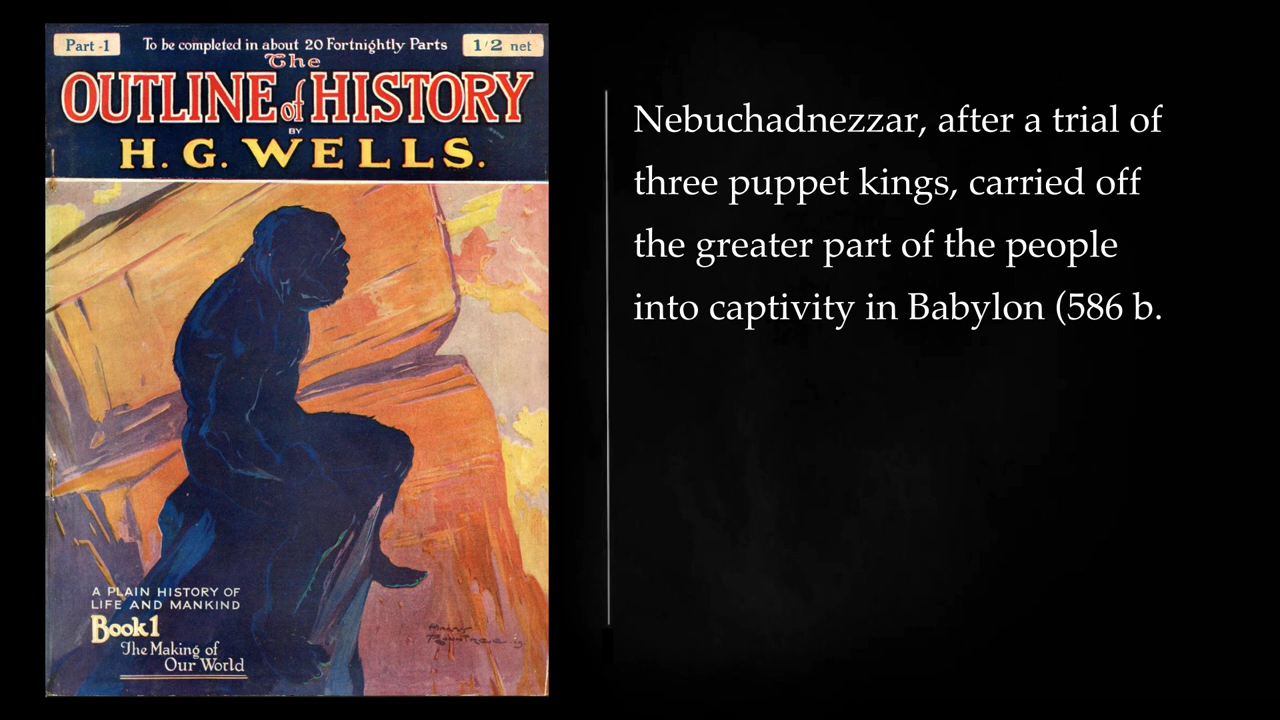 Part -1
To be completed in about 20 Fortnightly Parts
1/2 net
The
OUTLINE of HISTORY
BY
H. G. WELLS.
A PLAIN HISTORY OF
LIFE AND MANKIND
Book 1
The Making of
Our World
Nebuchadnezzar, after a trial of
three puppet kings, carried off
the greater part of the people
into captivity in Babylon (586 b.